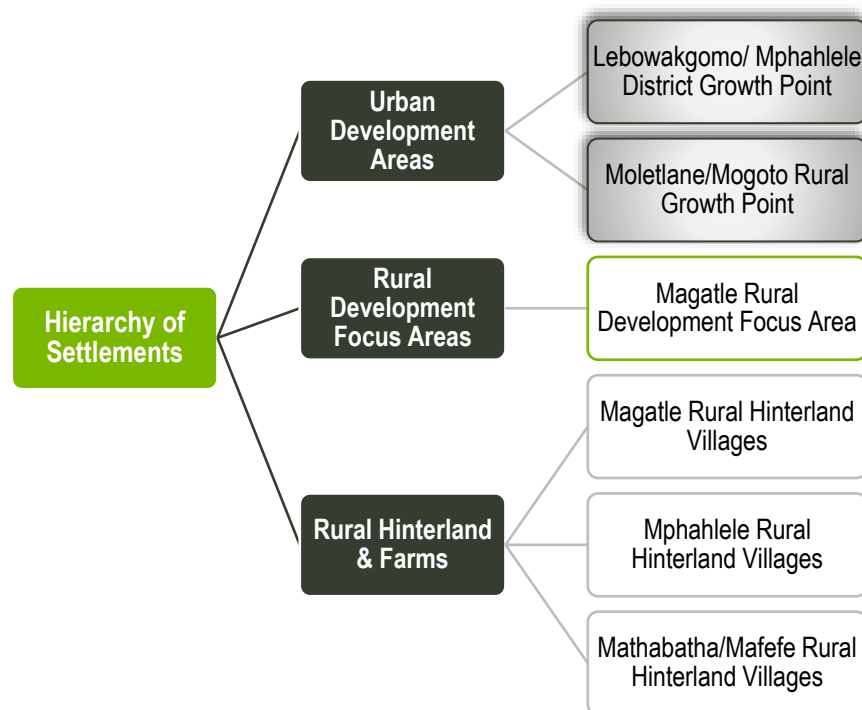 Hierarchy of
Settlements
Urban
Development
Areas
Lebowakgomo/ Mphahlele
District Growth Point
Moletlane/Mogoto Rural
Growth Point
Rural
Development
Focus Areas
Magatle Rural
Development Focus Area
Rural Hinterland
& Farms
Magatle Rural Hinterland
Villages
Mphahlele Rural
Hinterland Villages
Mathabatha/Mafefe Rural
Hinterland Villages